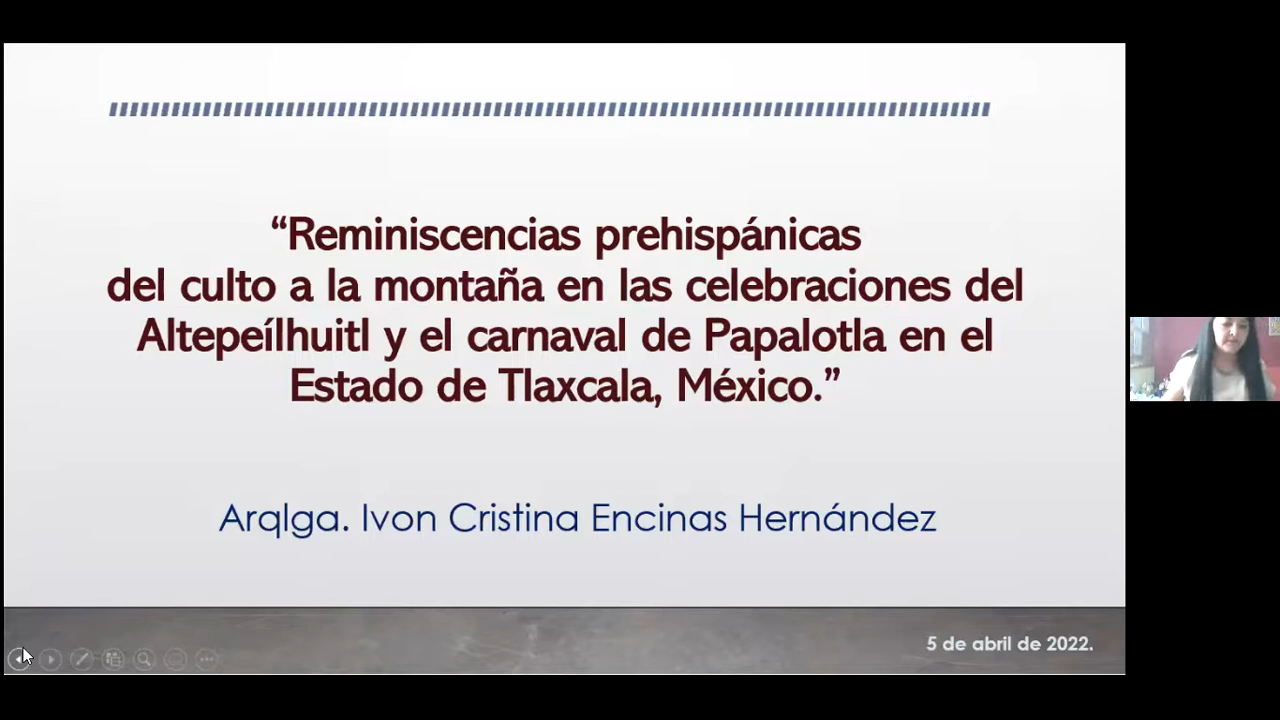 “Reminiscencias prehispánicas
del culto a la montaña en las celebraciones del
Altepeílhuitl y el carnaval de Papalotla en el
Estado de Tlaxcala, México.”
Arqlga. Ivon Cristina Encinas Hernández
5 de abril de 2022.